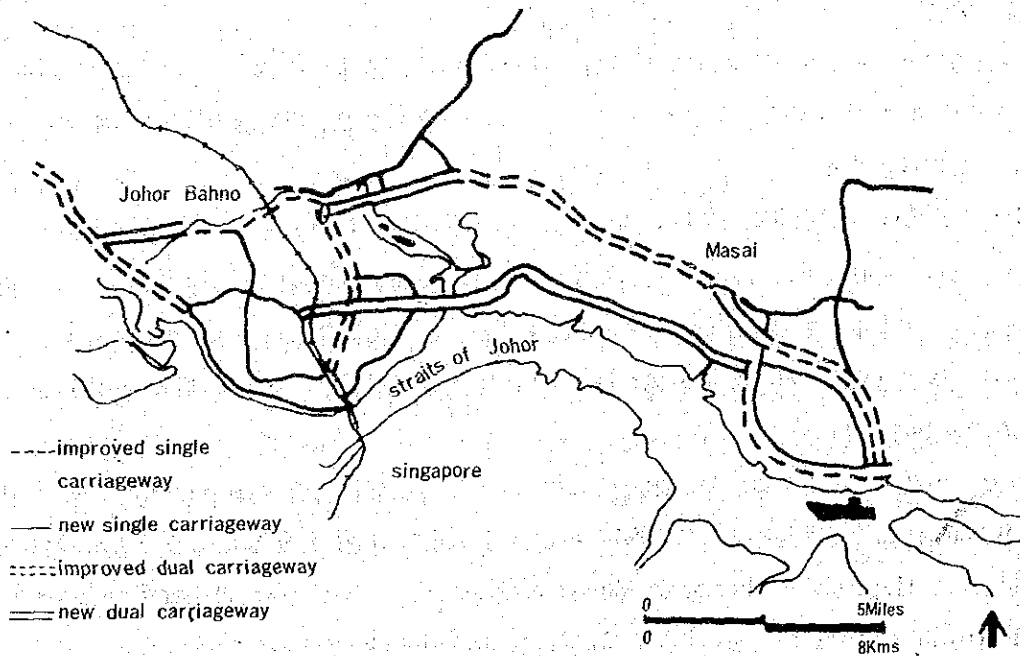 Johor Bahno
Masai
straits of Johor
singapore
improved single
carriageway
new single carriageway
improved dual carriageway
new dual carriageway
0 5Miles
0 8Kms